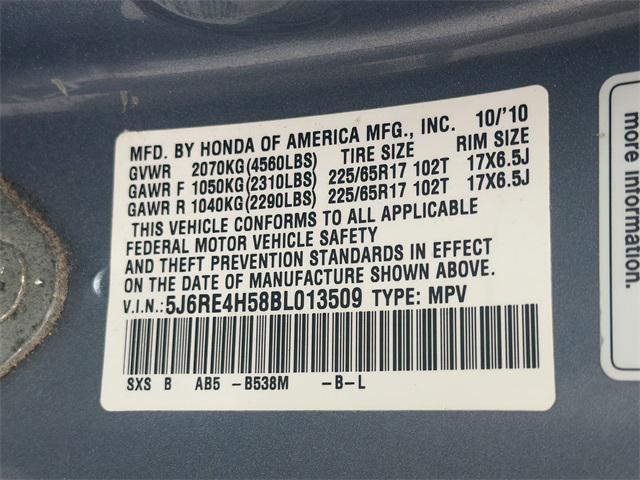 MFD. BY HONDA OF AMERICA MFG., INC. 10/'10
GVWR 2070KG(4560LBS) TIRE SIZE RIM SIZE
GAWR F 1050KG(2310LBS) 225/65R17 102T 17X6.5J
GAWR R 1040KG(2290LBS) 225/65R17 102T 17X6.5J
THIS VEHICLE CONFORMS TO ALL APPLICABLE
FEDERAL MOTOR VEHICLE SAFETY
AND THEFT PREVENTION STANDARDS IN EFFECT
ON THE DATE OF MANUFACTURE SHOWN ABOVE.
V.I.N.:5J6RE4H58BL013509 TYPE: MPV
SXS B AB5 -B538M -B-L
more information.